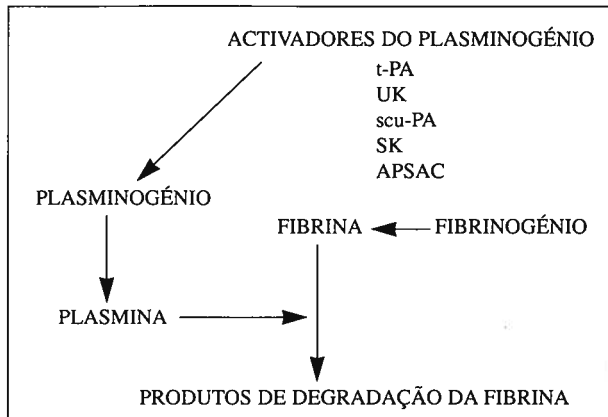 ACTIVADORES DO PLASMINOGÉNIO
t-PA
UK
scu-PA
SK
APSAC
PLASMINOGÉNIO
FIBRINA
FIBRINOGÉNIO
PLASMINA
PRODUTOS DE DEGRADAÇÃO DA FIBRINA